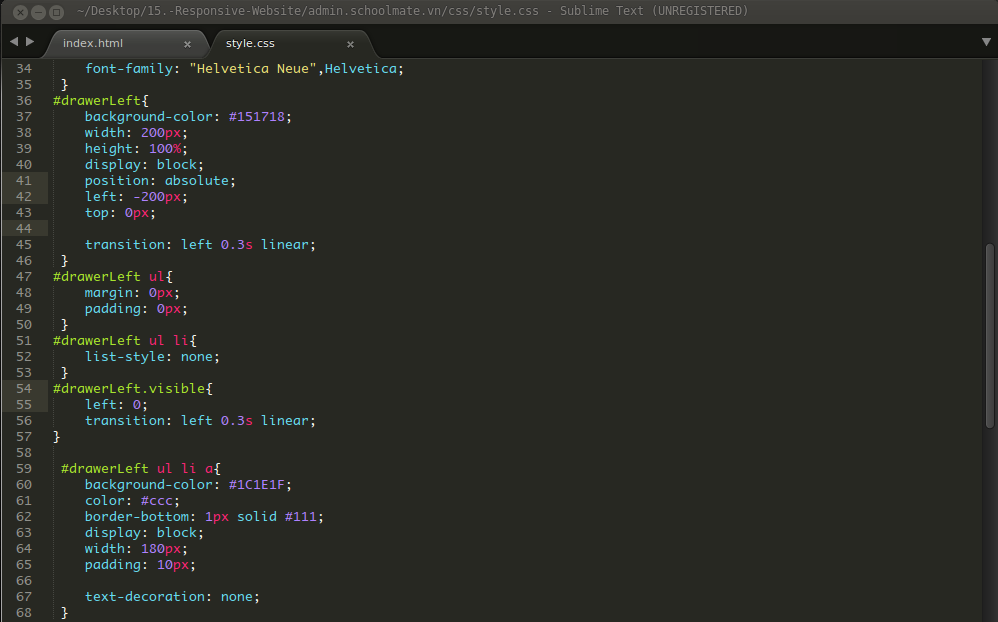 ~/Desktop/15.-Responsive-Website/admin.schoolmate.vn/css/style.css - Sublime Text (UNREGISTERED)
index.html × style.css ×
34 font-family: "Helvetica Neue",Helvetica;
35 }
36 #drawerLeft{
37 background-color: #151718;
38 width: 200px;
39 height: 100%;
40 display: block;
41 position: absolute;
42 left: -200px;
43 top: 0px;
44
45 transition: left 0.3s linear;
46 }
47 #drawerLeft ul{
48 margin: 0px;
49 padding: 0px;
50 }
51 #drawerLeft ul li{
52 list-style: none;
53 }
54 #drawerLeft.visible{
55 left: 0;
56 transition: left 0.3s linear;
57 }
58
59 #drawerLeft ul li a{
60 background-color: #1C1E1F;
61 color: #ccc;
62 border-bottom: 1px solid #111;
63 display: block;
64 width: 180px;
65 padding: 10px;
66
67 text-decoration: none;
68 }